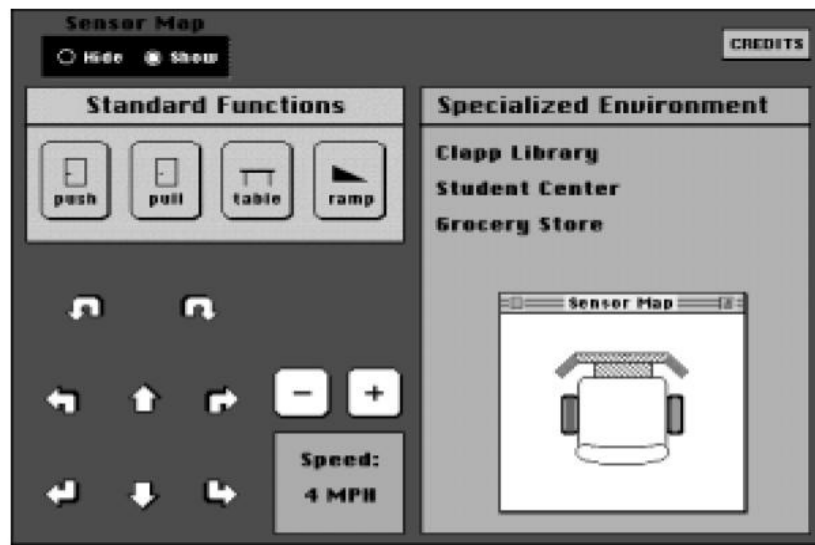 Sensor Map
Hide Show
CREDITS
Standard Functions
push pull table ramp
- +
Speed:
4 MPH
Specialized Environment
Clapp Library
Student Center
Grocery Store
Sensor Map